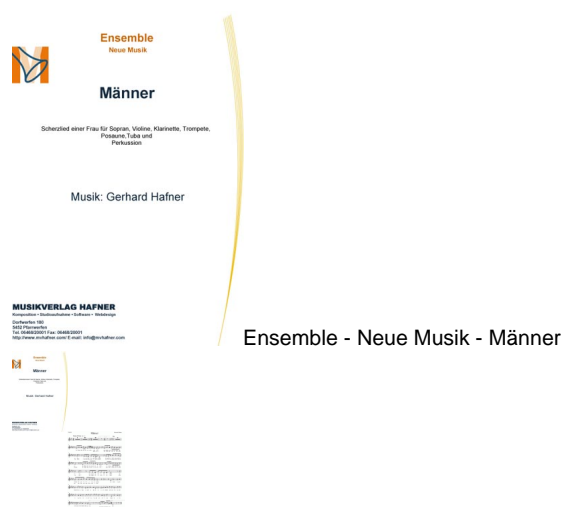 Ensemble
Neue Musik
Männer
Scherzlied einer Frau für Sopran, Violine, Klarinette, Trompete,
Posaune,Tuba und
Perkussion
Musik: Gerhard Hafner
MUSIKVERLAG HAFNER
Komposition • Studioaufnahme • Software • Webdesign
Dorfwerfen 190
5452 Pfarrwerfen
Tel. 06468/20001 Fax: 06468/20001
http://www.mvhafner.com/ E-mail: info@mvhafner.com
Ensemble - Neue Musik - Männer
Ensemble
Männer